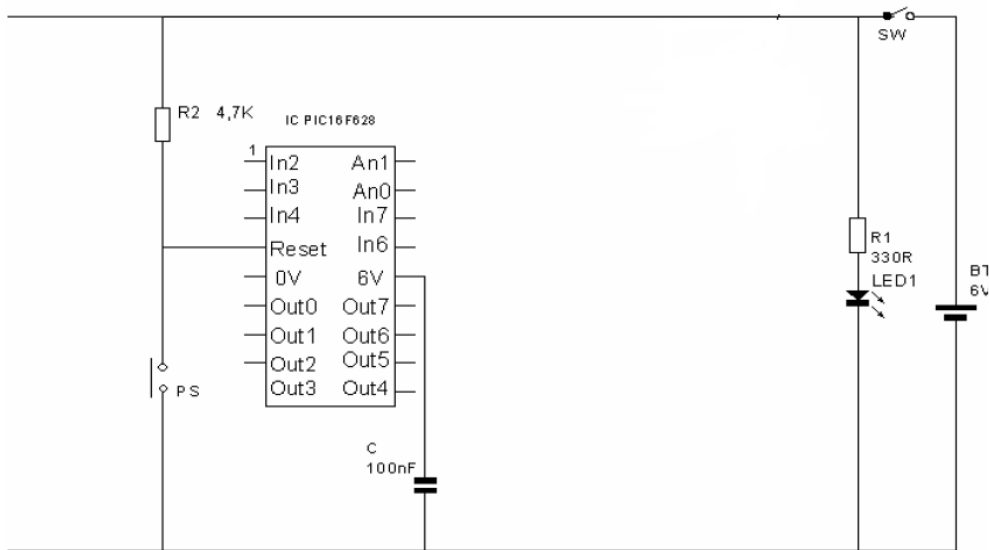 SW
R2 4,7K
IC PIC16F628
1
In2 An1
In3 An0
In4 In7
Reset In6
0V 6V
Out0 Out7
Out1 Out6
Out2 Out5
Out3 Out4
R1
330R
LED1
BT
6V
PS
C
100nF